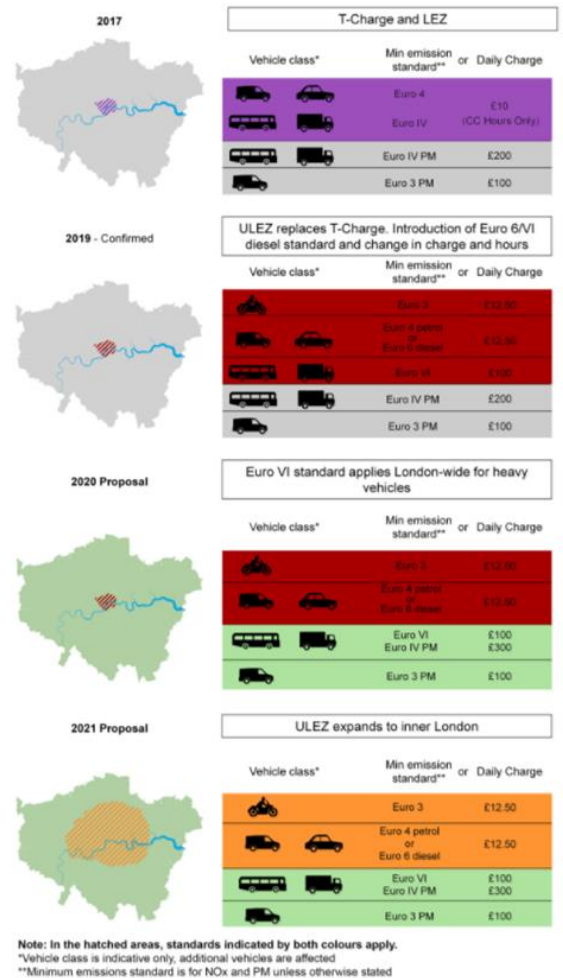 2017
T-Charge and LEZ
Vehicle class*
Min emission
standard**
or
Daily Charge
Euro 4
Euro IV
£10
(CC Hours Only)
Euro IV PM
£200
Euro 3 PM
£100
2019 - Confirmed
ULEZ replaces T-Charge. Introduction of Euro 6/VI
diesel standard and change in charge and hours
Vehicle class*
Min emission
standard**
or
Daily Charge
Euro 3
£12.50
Euro 4 petrol
or
Euro 6 diesel
£12.50
Euro VI
£100
Euro IV PM
£200
Euro 3 PM
£100
2020 Proposal
Euro VI standard applies London-wide for heavy
vehicles
Vehicle class*
Min emission
standard**
or
Daily Charge
Euro 3
£12.50
Euro 4 petrol
or
Euro 6 diesel
£12.50
Euro VI
£100
Euro IV PM
£300
Euro 3 PM
£100
2021 Proposal
ULEZ expands to inner London
Vehicle class*
Min emission
standard**
or
Daily Charge
Euro 3
£12.50
Euro 4 petrol
or
Euro 6 diesel
£12.50
Euro VI
£100
Euro IV PM
£300
Euro 3 PM
£100
Note: In the hatched areas, standards indicated by both colours apply.
*Vehicle class is indicative only, additional vehicles are affected
**Minimum emissions standard is for NOx and PM unless otherwise stated